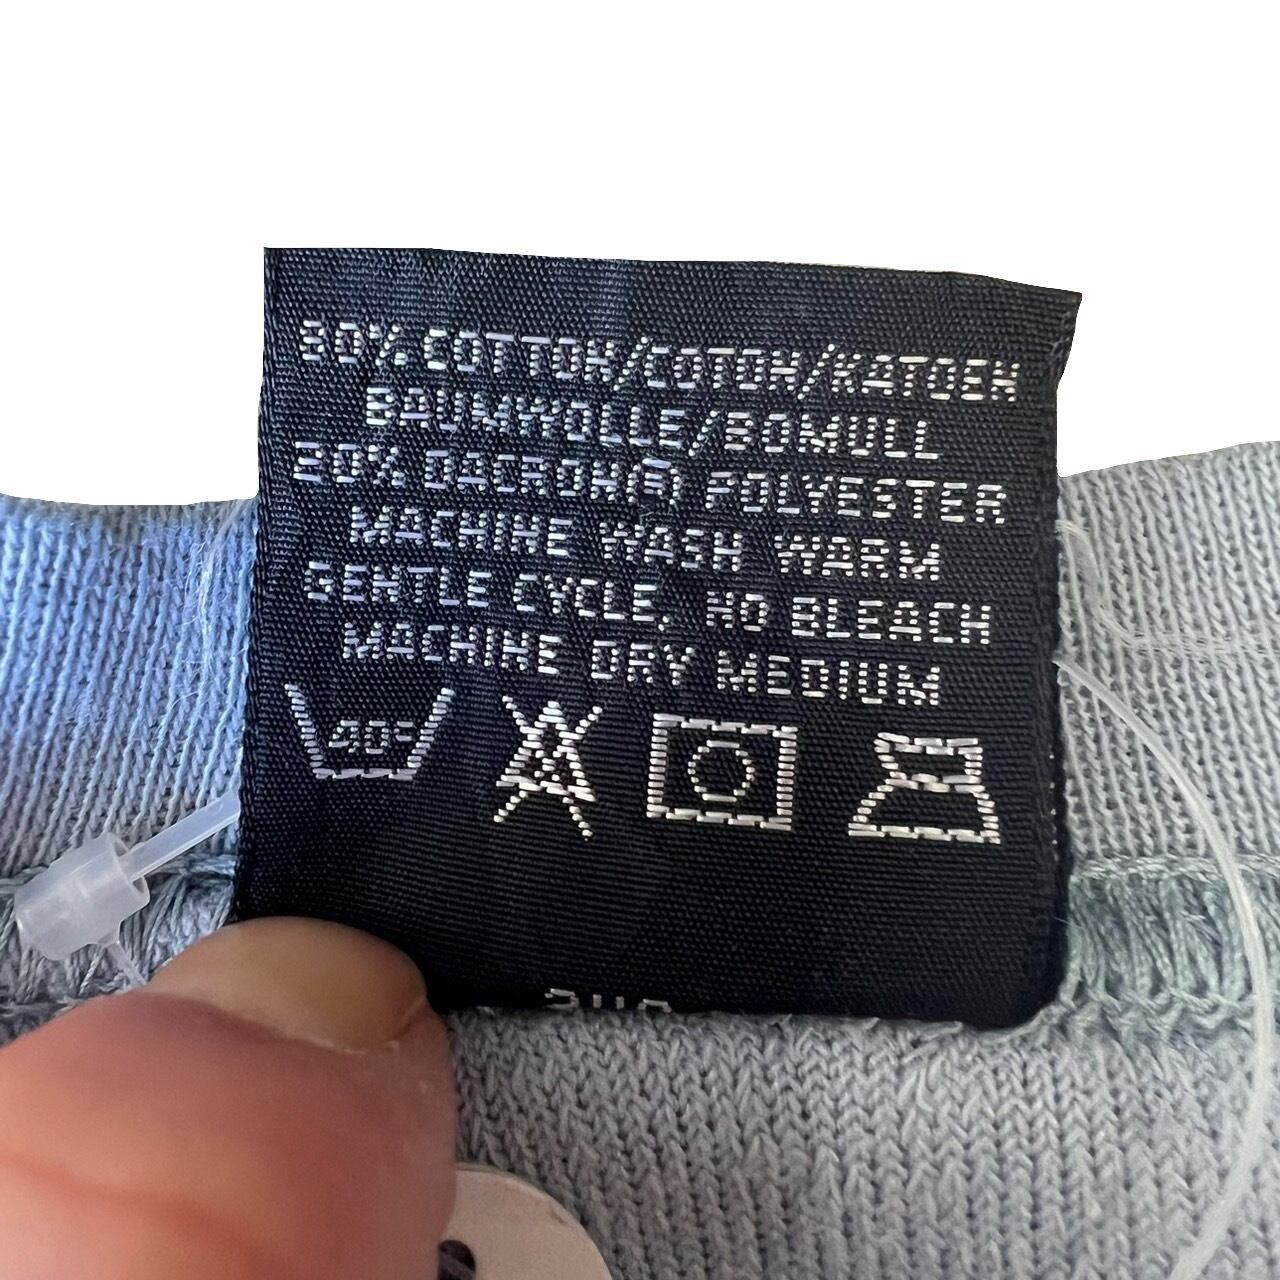 80% COTTON/COTON/KATOEN
BAUMWOLLE/BOMULL
20% DACRON® POLYESTER
MACHINE WASH WARM
GENTLE CYCLE, NO BLEACH
MACHINE DRY MEDIUM
40°